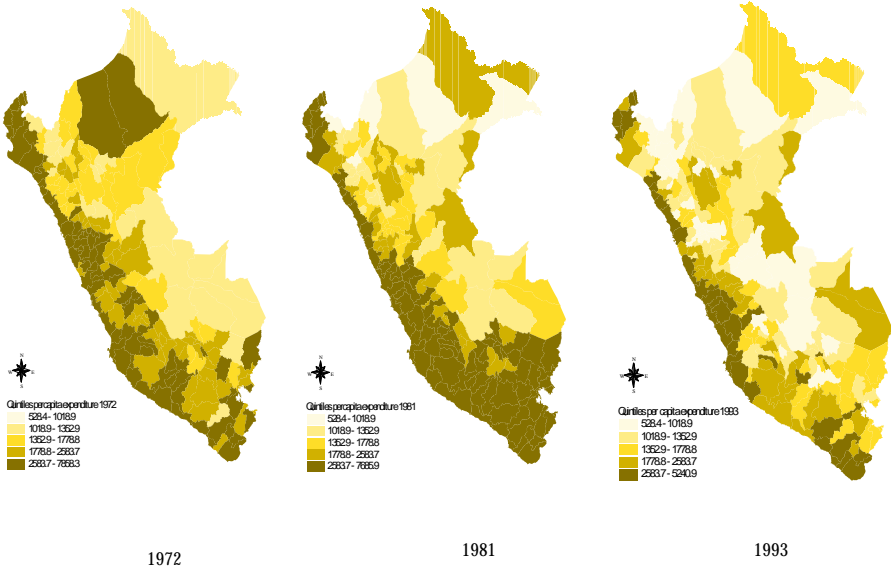 N
W E
S
Quintiles per capita expenditure 1972
528.4 - 1018.9
1018.9 - 1352.9
1352.9 - 1778.8
1778.8 - 2583.7
2583.7 - 7858.3
1972
N
W E
S
Quintiles per capita expenditure 1981
528.4 - 1018.9
1018.9 - 1352.9
1352.9 - 1778.8
1778.8 - 2583.7
2583.7 - 7685.9
1981
N
W E
S
Quintiles per capita expenditure 1993
528.4 - 1018.9
1018.9 - 1352.9
1352.9 - 1778.8
1778.8 - 2583.7
2583.7 - 5240.9
1993